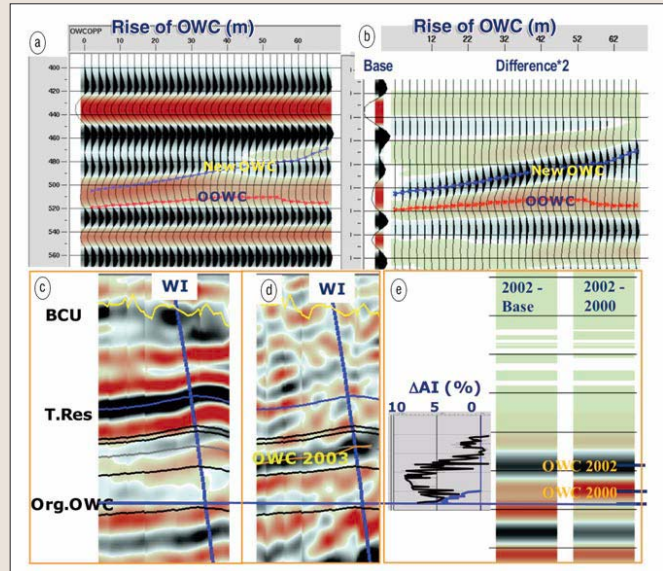 Rise of OWC (m)
a
OWCOPP
0 10 20 30 40 50 60
400
420
440
460
480
500
520
540
560
New OWC
OOWC
Rise of OWC (m)
b
12 22 32 42 52 62
Base
Difference*2
New OWC
OOWC
c
WI
BCU
T.Res
Org.OWC
d
WI
OWC 2003
e
2002 -
Base
2002 -
2000
ΔAI (%)
10 5 0
OWC 2002
OWC 2000